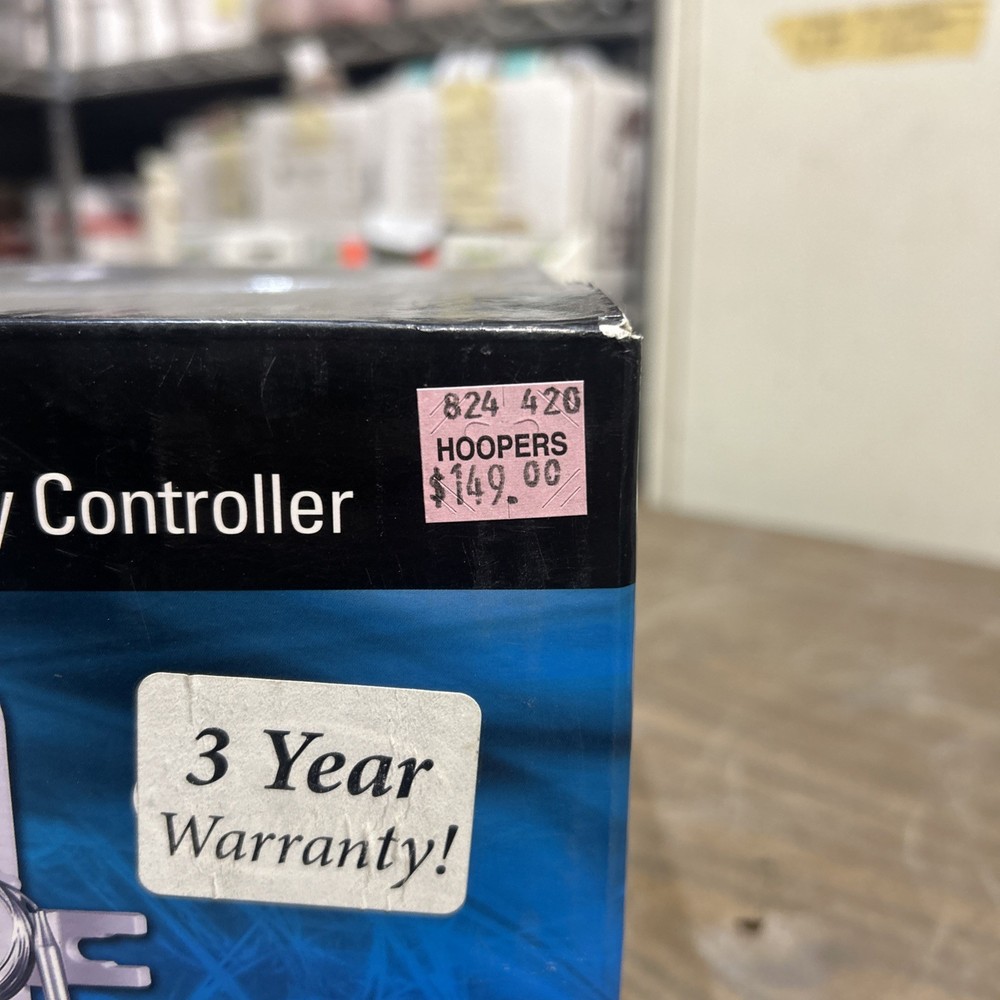 824 420
HOOPERS
$149.00
y Controller
3 Year
Warranty!